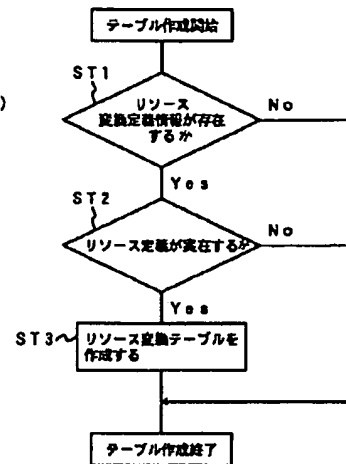 )
テーブル作成開始
ST1
リソース
変換定義情報が存在
するか
No
Yes
ST2
リソース定義が実在するか
No
Yes
ST3
リソース変換テーブルを
作成する
テーブル作成終了